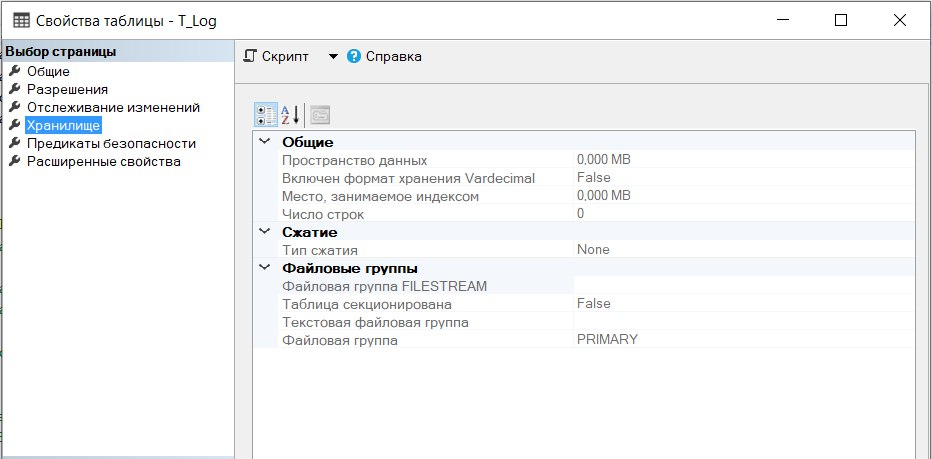 Свойства таблицы - T_Log
Выбор страницы
Общие
Разрешения
Отслеживание изменений
Хранилище
Предикаты безопасности
Расширенные свойства
Скрипт
Справка
Общие
Пространство данных 0,000 MB
Включен формат хранения Vardecimal False
Место, занимаемое индексом 0,000 MB
Число строк 0
Сжатие
Тип сжатия None
Файловые группы
Файловая группа FILESTREAM
Таблица секционирована False
Текстовая файловая группа
Файловая группа PRIMARY